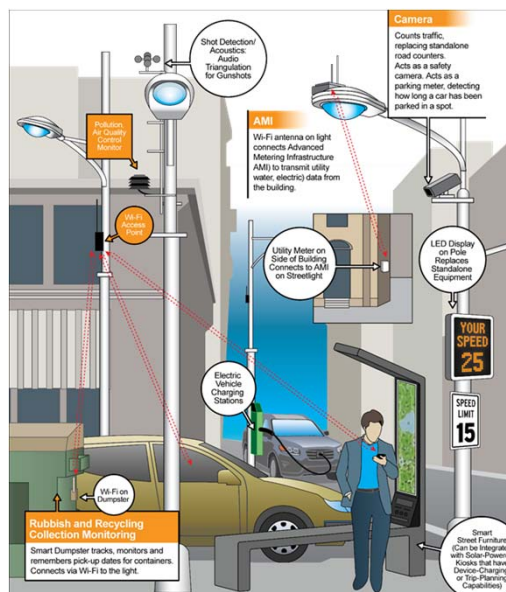 Shot Detection/
Acoustics:
Audio
Triangulation
for Gunshots
Camera
Counts traffic,
replacing standalone
road counters.
Acts as a safety
camera. Acts as a
parking meter, detecting
how long a car has been
parked in a spot.
Pollution,
Air Quality
Control
Monitor
AMI
Wi-Fi antenna on light
connects Advanced
Metering Infrastructure
AMI) to transmit utility
water, electric) data from
the building.
Wi-Fi
Access
Point
Utility Meter on
Side of Building
Connects to AMI
on Streetlight
LED Display
on Pole
Replaces
Standalone
Equipment
YOUR
SPEED
25
SPEED
LIMIT
15
Electric
Vehicle
Charging
Stations
Wi-Fi on
Dumpster
Rubbish and Recycling
Collection Monitoring
Smart Dumpster tracks, monitors and
remembers pick-up dates for containers.
Connects via Wi-Fi to the light.
Smart
Street Furniture
(Can be Integrated
with Solar-Power
Kiosks that have
Device-Charging
or Trip-Planning
Capabilities)